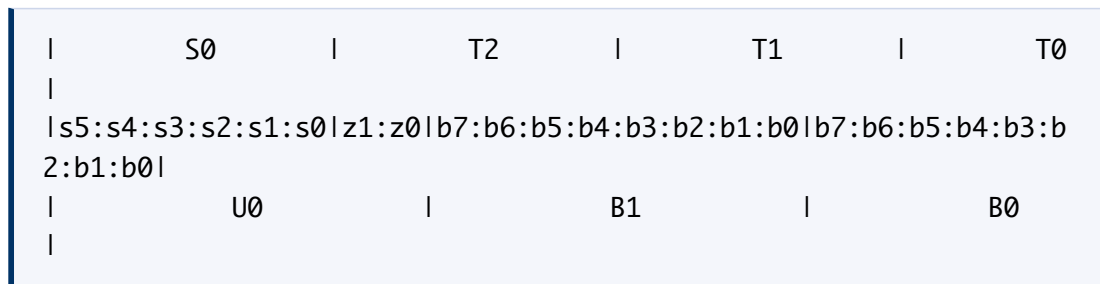 |        S0        |        T2        |        T1        |        T0
|
|s5:s4:s3:s2:s1:s0|z1:z0|b7:b6:b5:b4:b3:b2:b1:b0|b7:b6:b5:b4:b3:b
2:b1:b0|
|           U0           |           B1           |           B0
|